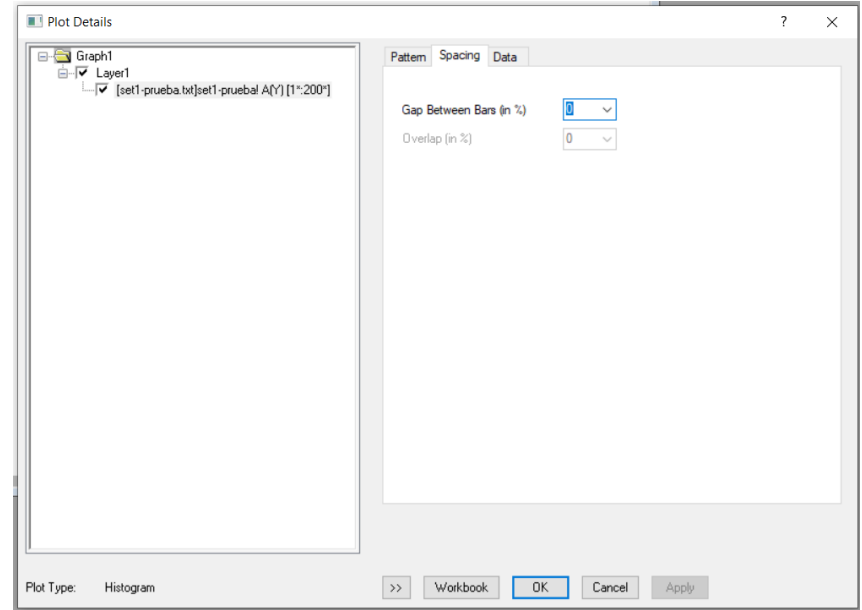 Plot Details
?
Graph1
Layer1
[set1-prueba.txt]set1-prueba! A(Y) [1*:200*]
Pattern Spacing Data
Gap Between Bars (in %) 0
Overlap (in %) 0
Plot Type: Histogram
>> Workbook OK Cancel Apply